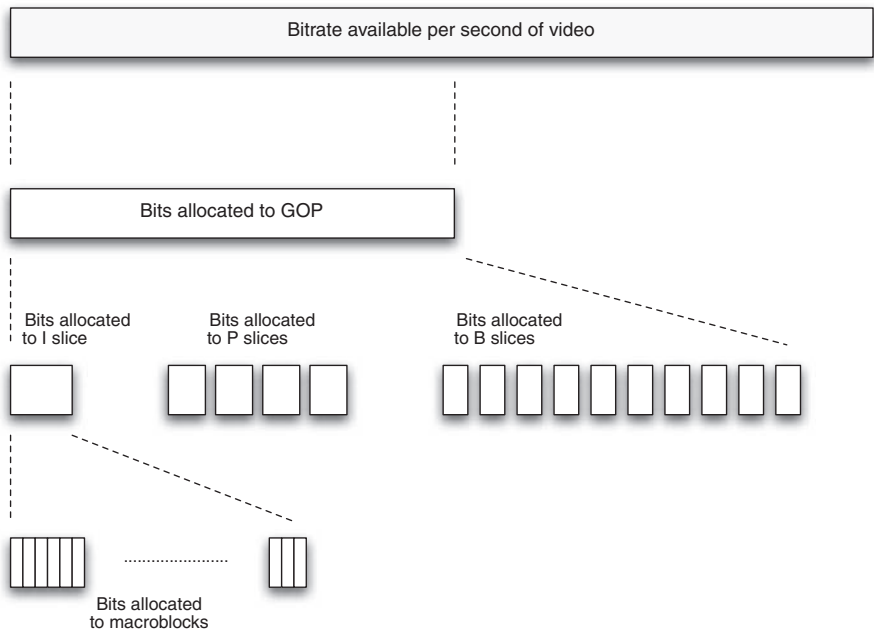 Bitrate available per second of video
Bits allocated to GOP
Bits allocated
to I slice
Bits allocated
to P slices
Bits allocated
to B slices
Bits allocated
to macroblocks